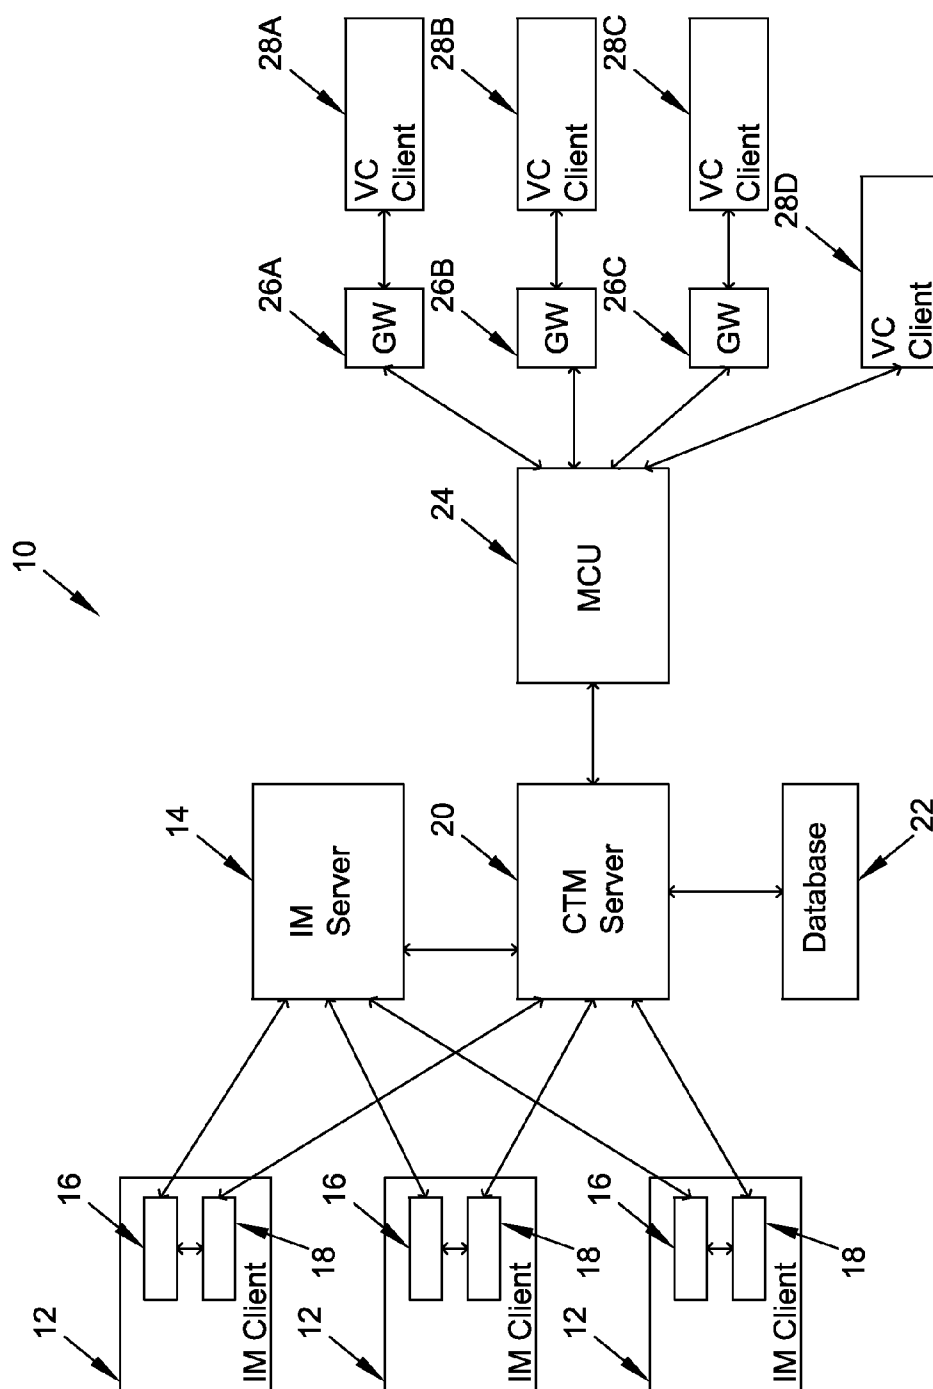 10
12
16
18
IM Client
12
16
18
IM Client
12
16
18
IM Client
14
IM
Server
20
CTM
Server
Database
22
24
MCU
26A
GW
28A
VC
Client
26B
GW
28B
VC
Client
26C
GW
28C
VC
Client
28D
VC
Client